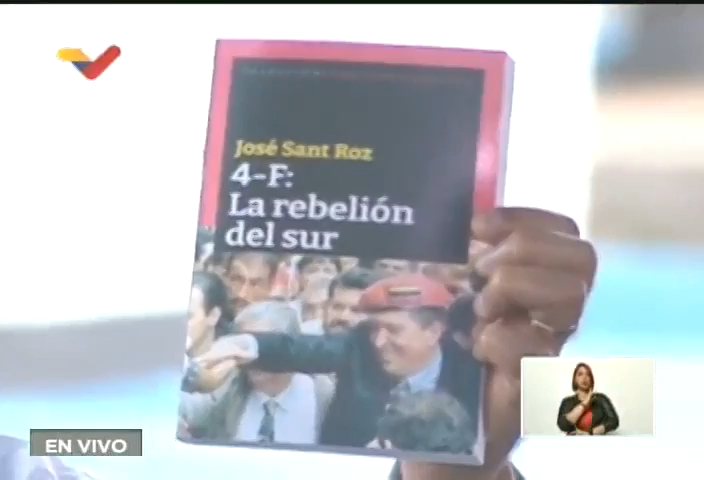 José Sant Roz
4-F:
La rebelión
del sur
EN VIVO